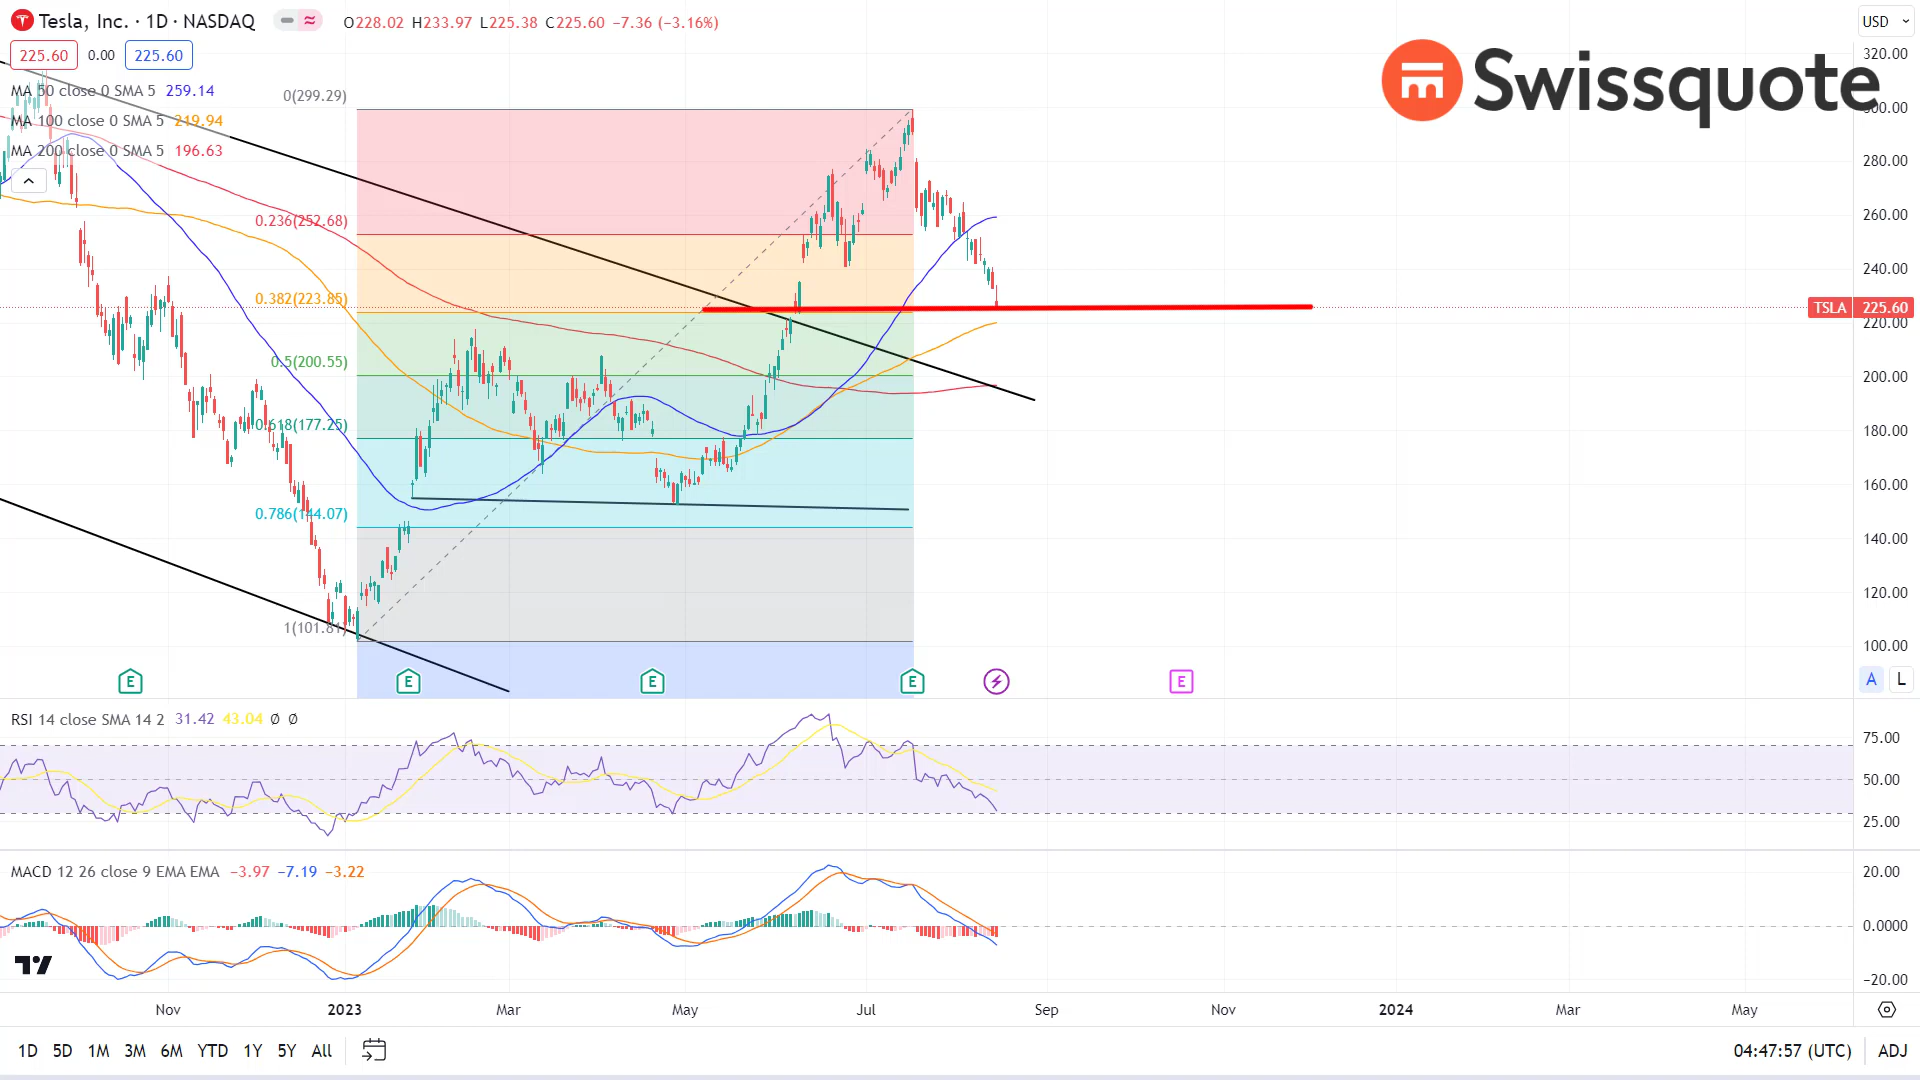 Tesla, Inc. · 1D · NASDAQ O228.02 H233.97 L225.38 C225.60 −7.36 (−3.16%)
USD
225.60 0.00 225.60
Swissquote
MA 50 close 0 SMA 5 259.14
MA 100 close 0 SMA 5 219.94
MA 200 close 0 SMA 5 196.63
0(299.29)
0.236(252.68)
0.382(223.85)
0.5(200.55)
0.618(177.25)
0.786(144.07)
1(101.81)
320.00
300.00
280.00
260.00
240.00
TSLA 225.60
220.00
200.00
180.00
160.00
140.00
120.00
100.00
E E E E E
A L
RSI 14 close SMA 14 2 31.42 43.04 Ø Ø
75.00
50.00
25.00
MACD 12 26 close 9 EMA EMA −3.97 −7.19 −3.22
20.00
0.0000
−20.00
Nov 2023 Mar May Jul Sep Nov 2024 Mar May
1D 5D 1M 3M 6M YTD 1Y 5Y All 04:47:57 (UTC) ADJ